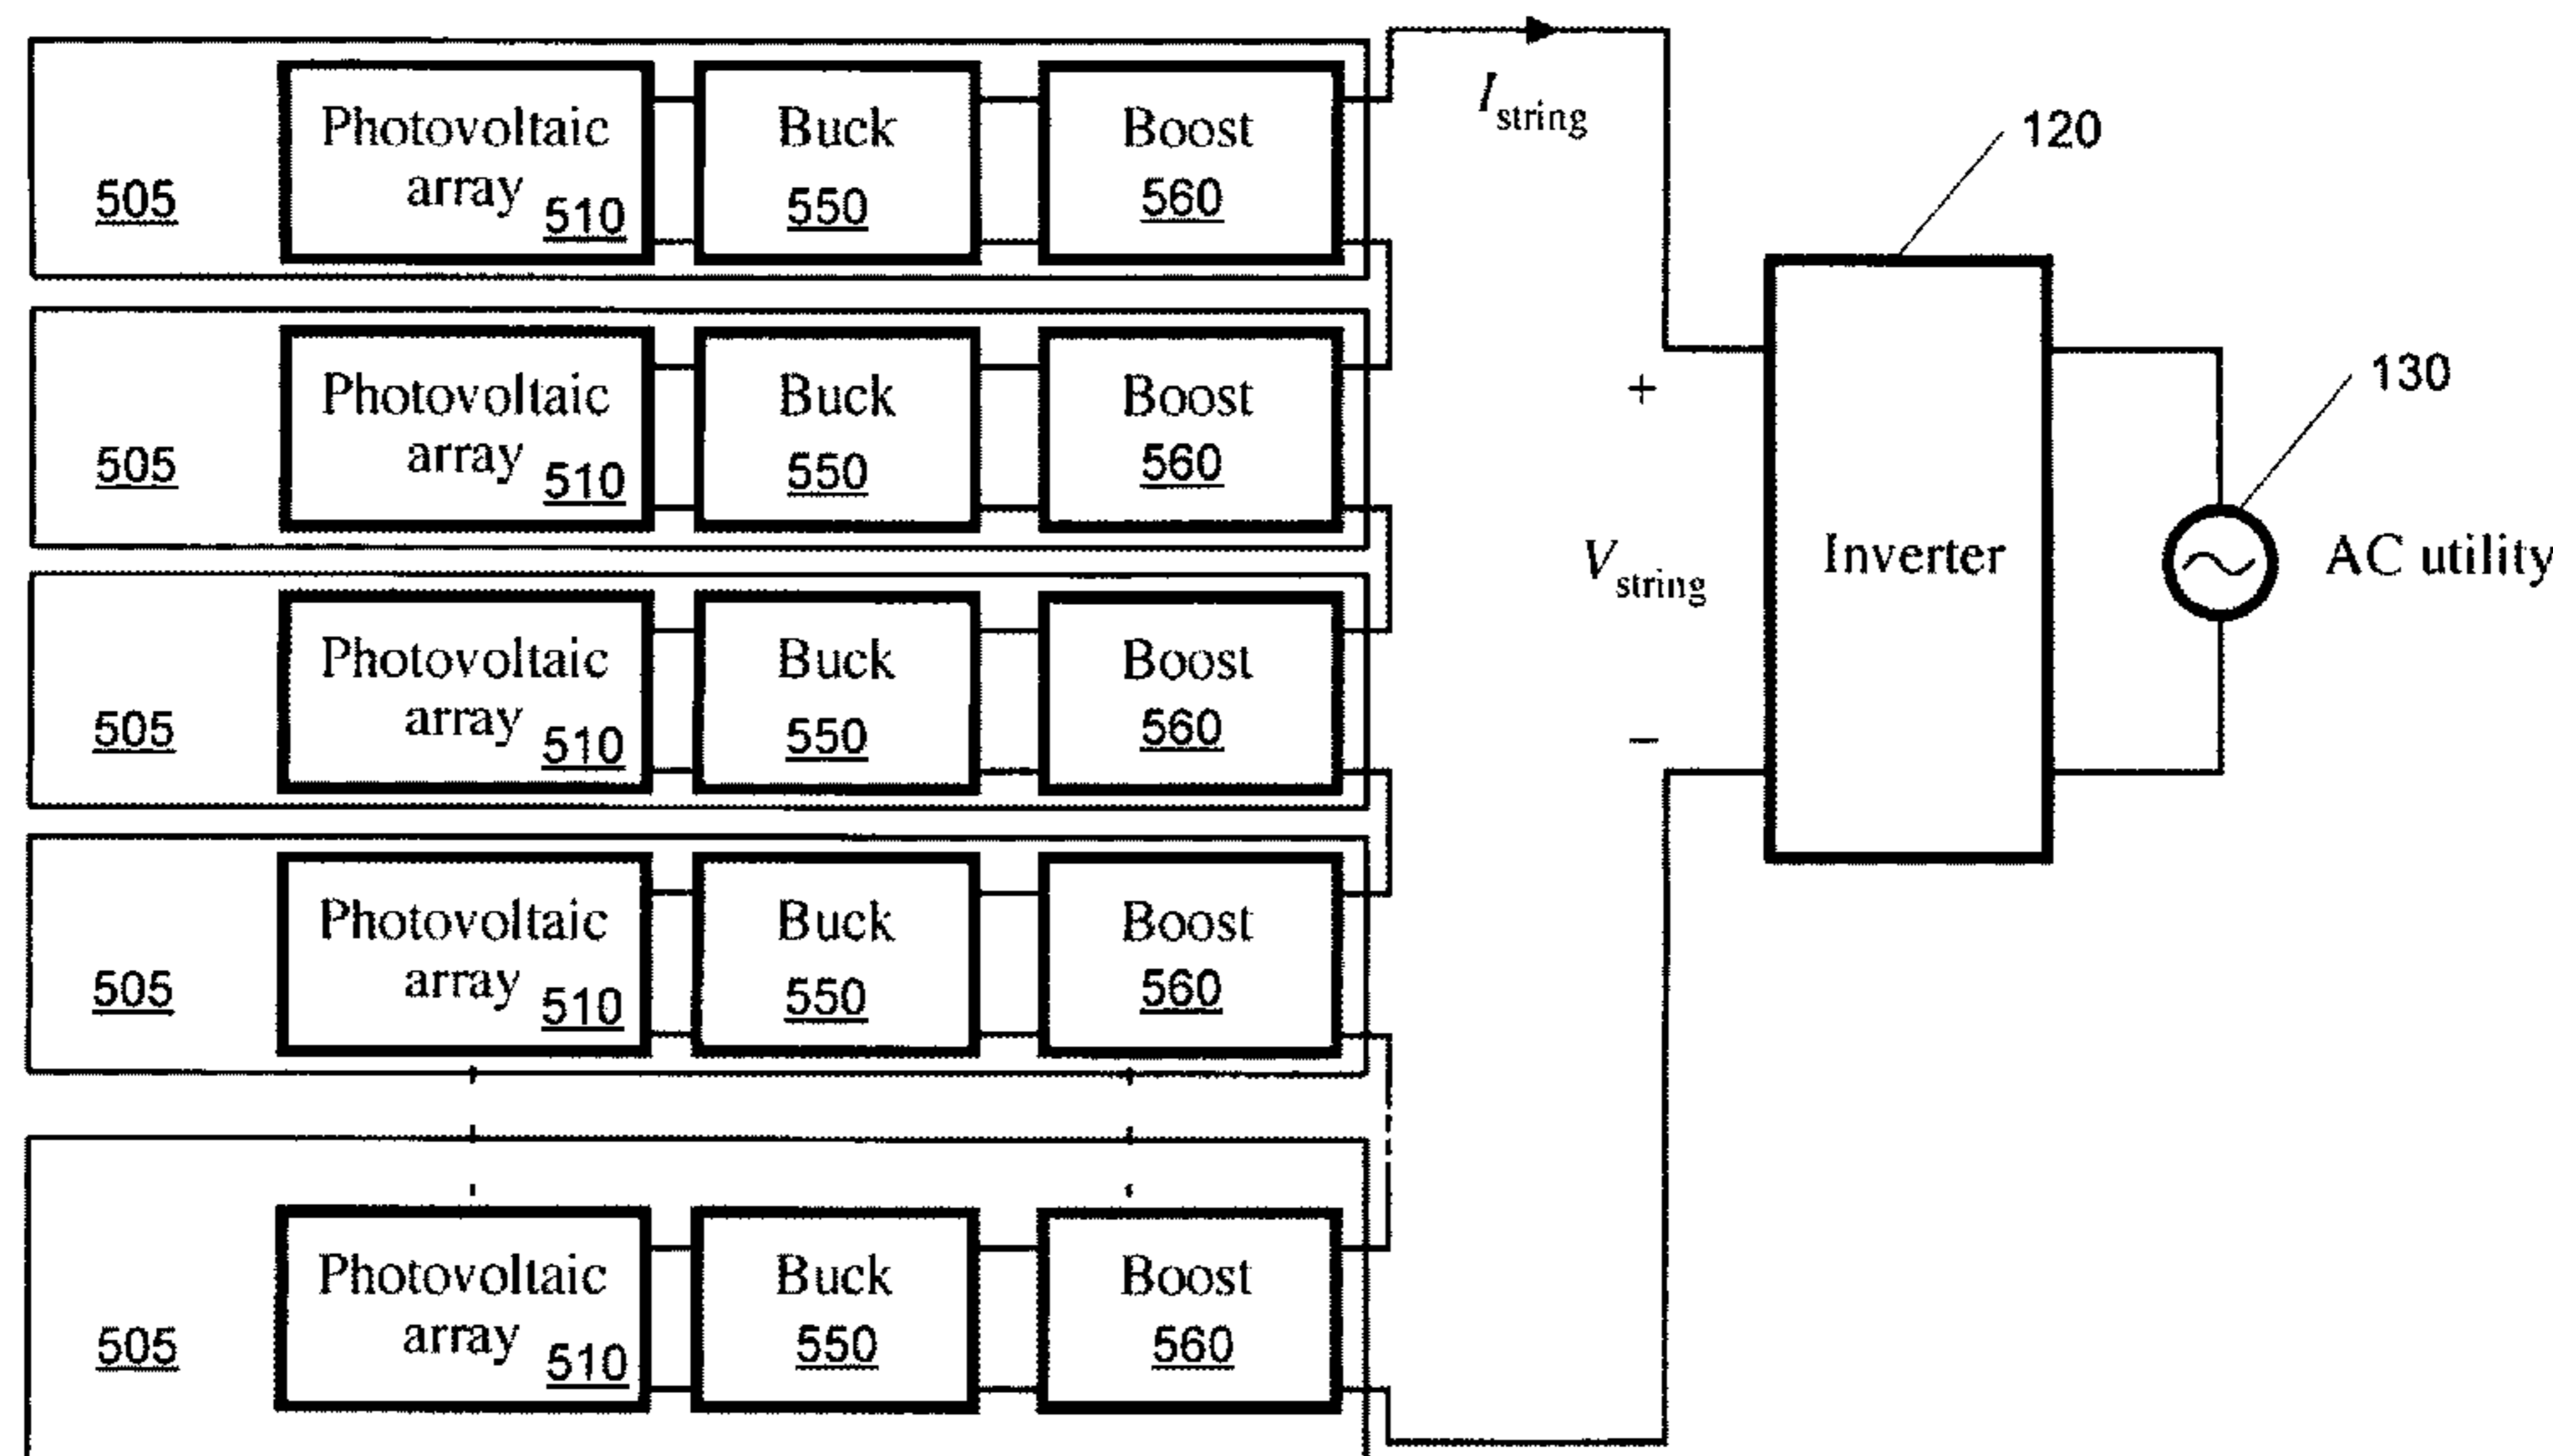 Photovoltaic
array 510
Buck
550
Boost
560
505
I string
120
Photovoltaic
array 510
Buck
550
Boost
560
505
+
130
V string
Inverter
AC utility
Photovoltaic
array 510
Buck
550
Boost
560
505
−
Photovoltaic
array 510
Buck
550
Boost
560
505
Photovoltaic
array 510
Buck
550
Boost
560
505